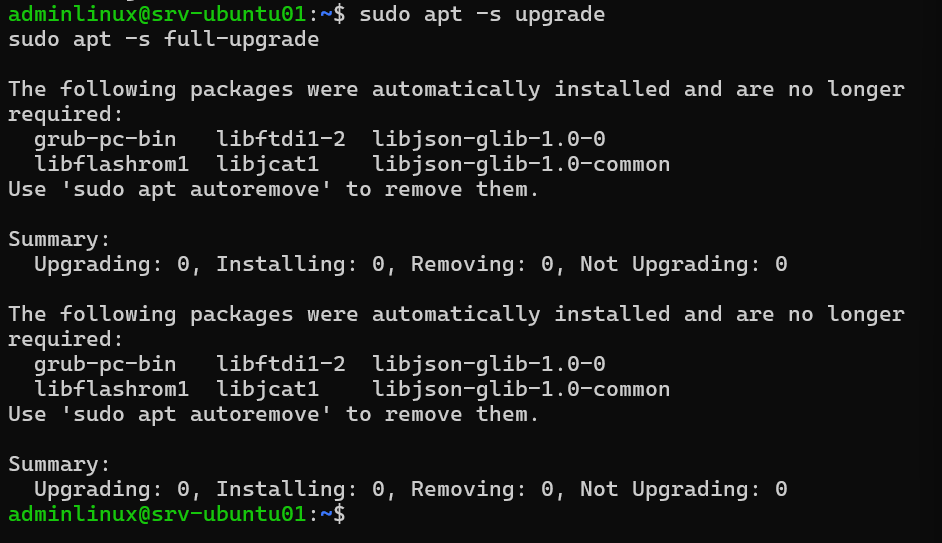 adminlinux@srv-ubuntu01:~$ sudo apt -s upgrade
sudo apt -s full-upgrade
The following packages were automatically installed and are no longer
required:
grub-pc-bin libftdi1-2 libjson-glib-1.0-0
libflashrom1 libjcat1 libjson-glib-1.0-common
Use 'sudo apt autoremove' to remove them.
Summary:
Upgrading: 0, Installing: 0, Removing: 0, Not Upgrading: 0
The following packages were automatically installed and are no longer
required:
grub-pc-bin libftdi1-2 libjson-glib-1.0-0
libflashrom1 libjcat1 libjson-glib-1.0-common
Use 'sudo apt autoremove' to remove them.
Summary:
Upgrading: 0, Installing: 0, Removing: 0, Not Upgrading: 0
adminlinux@srv-ubuntu01:~$